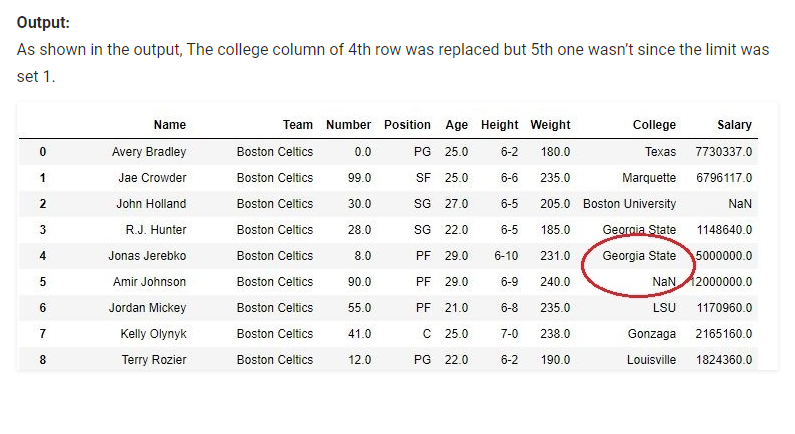 Output:
As shown in the output, The college column of 4th row was replaced but 5th one wasn't since the limit was
set 1.
Name Team Number Position Age Height Weight College Salary
0 Avery Bradley Boston Celtics 0.0 PG 25.0 6-2 180.0 Texas 7730337.0
1 Jae Crowder Boston Celtics 99.0 SF 25.0 6-6 235.0 Marquette 6796117.0
2 John Holland Boston Celtics 30.0 SG 27.0 6-5 205.0 Boston University NaN
3 R.J. Hunter Boston Celtics 28.0 SG 22.0 6-5 185.0 Georgia State 1148640.0
4 Jonas Jerebko Boston Celtics 8.0 PF 29.0 6-10 231.0 Georgia State 5000000.0
5 Amir Johnson Boston Celtics 90.0 PF 29.0 6-9 240.0 NaN 12000000.0
6 Jordan Mickey Boston Celtics 55.0 PF 21.0 6-8 235.0 LSU 1170960.0
7 Kelly Olynyk Boston Celtics 41.0 C 25.0 7-0 238.0 Gonzaga 2165160.0
8 Terry Rozier Boston Celtics 12.0 PG 22.0 6-2 190.0 Louisville 1824360.0